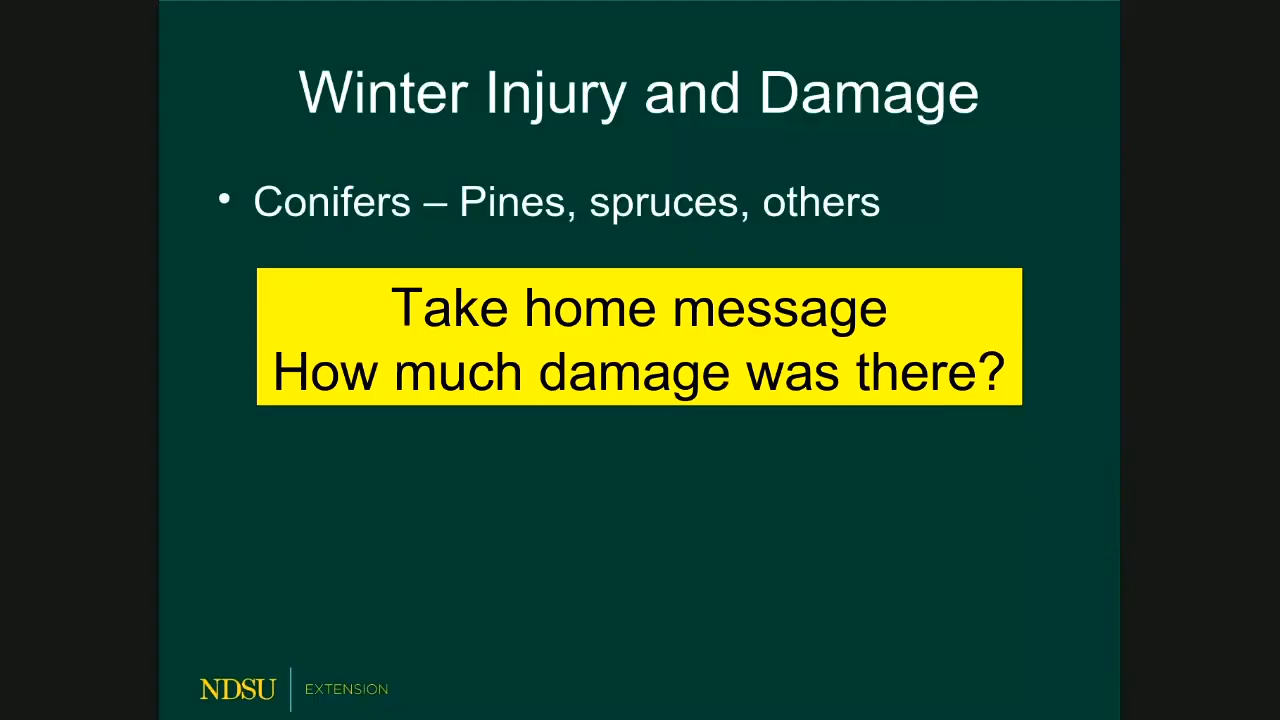 Winter Injury and Damage
• Conifers – Pines, spruces, others
Take home message
How much damage was there?
NDSU | EXTENSION